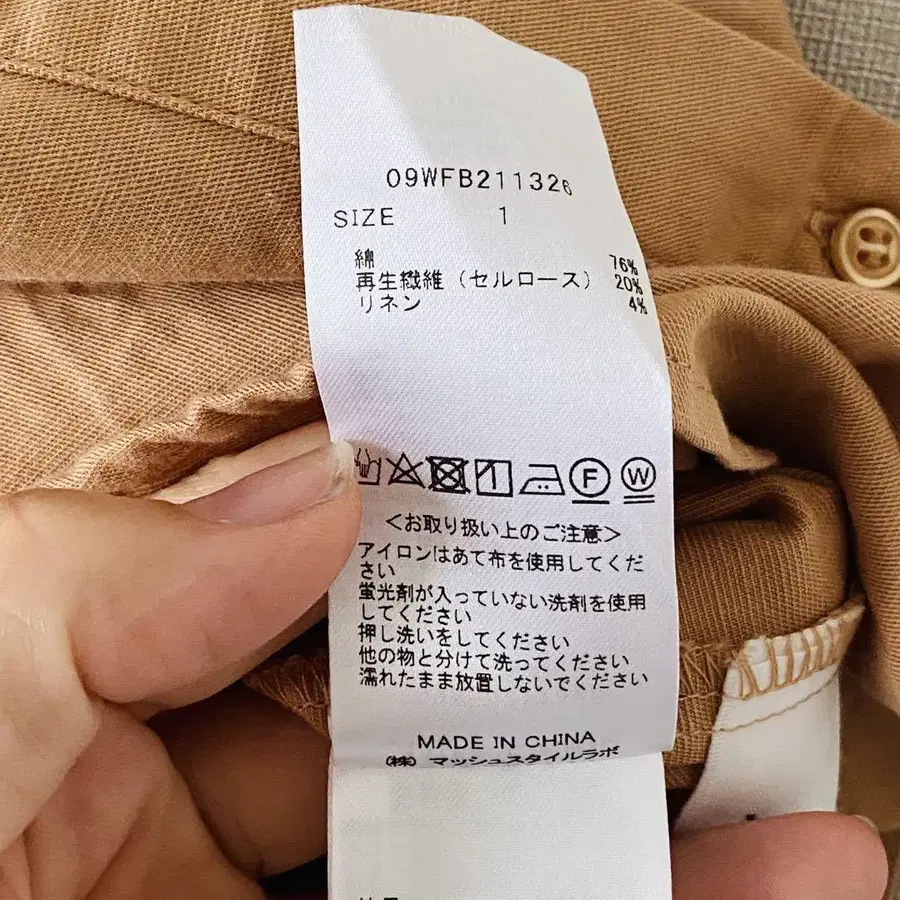 09WFB211326
SIZE 1
綿 76%
再生繊維(セルロース) 20%
リネン 4%
F W
<お取り扱い上のご注意>
アイロンはあて布を使用してくだ
さい
蛍光剤が入っていない洗剤を使用
してください
押し洗いをしてください
他の物と分けて洗ってください
濡れたまま放置しないでください
MADE IN CHINA
(株) マッシュスタイルラボ